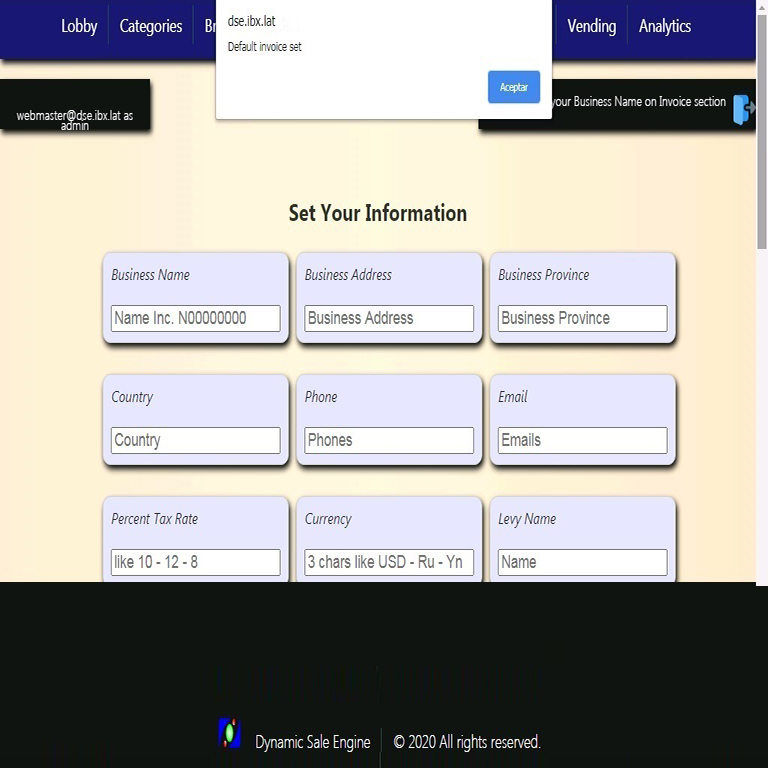 Lobby Categories Br Vending Analytics
dse.ibx.lat
Default invoice set
Aceptar
webmaster@dse.ibx.lat as
admin
your Business Name on Invoice section
Set Your Information
Business Name Business Address Business Province
Name Inc. N00000000 Business Address Business Province
Country Phone Email
Country Phones Emails
Percent Tax Rate Currency Levy Name
like 10 - 12 - 8 3 chars like USD - Ru - Yn Name
Dynamic Sale Engine © 2020 All rights reserved.